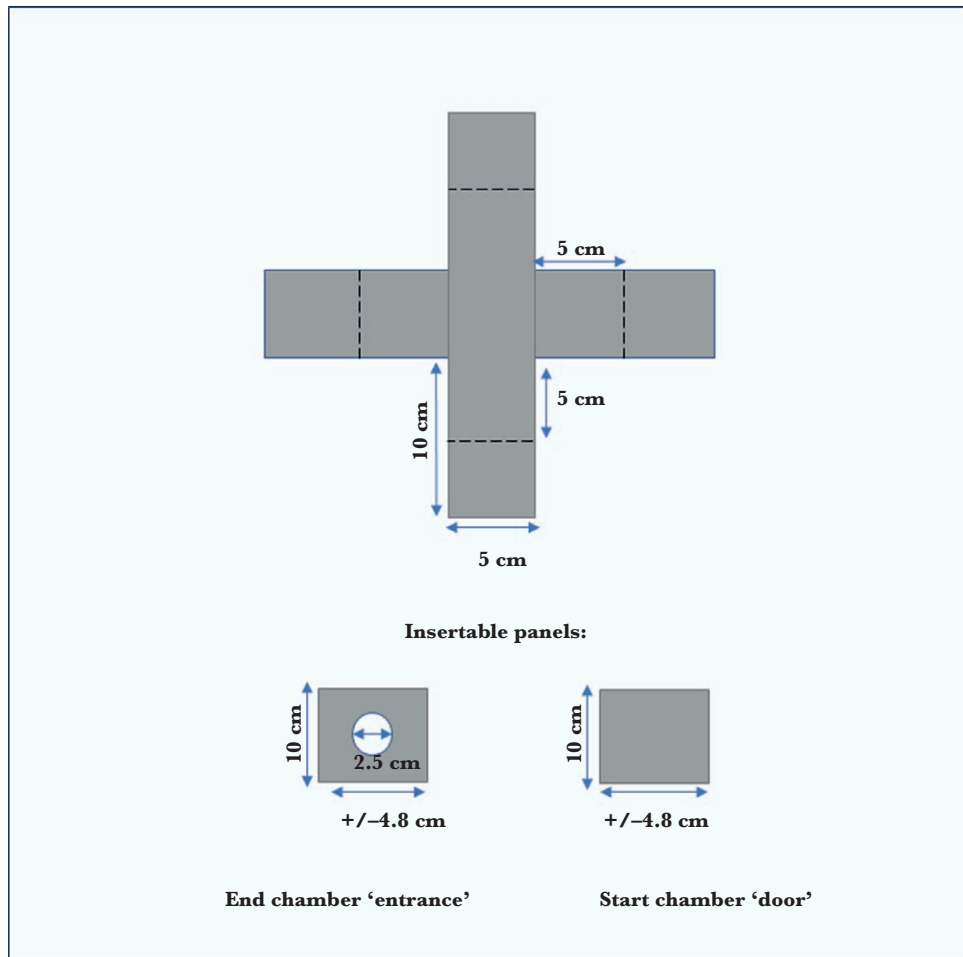 5 cm
5 cm
10 cm
5 cm
Insertable panels:
10 cm
2.5 cm
+/–4.8 cm
10 cm
+/–4.8 cm
End chamber ‘entrance’
Start chamber ‘door’